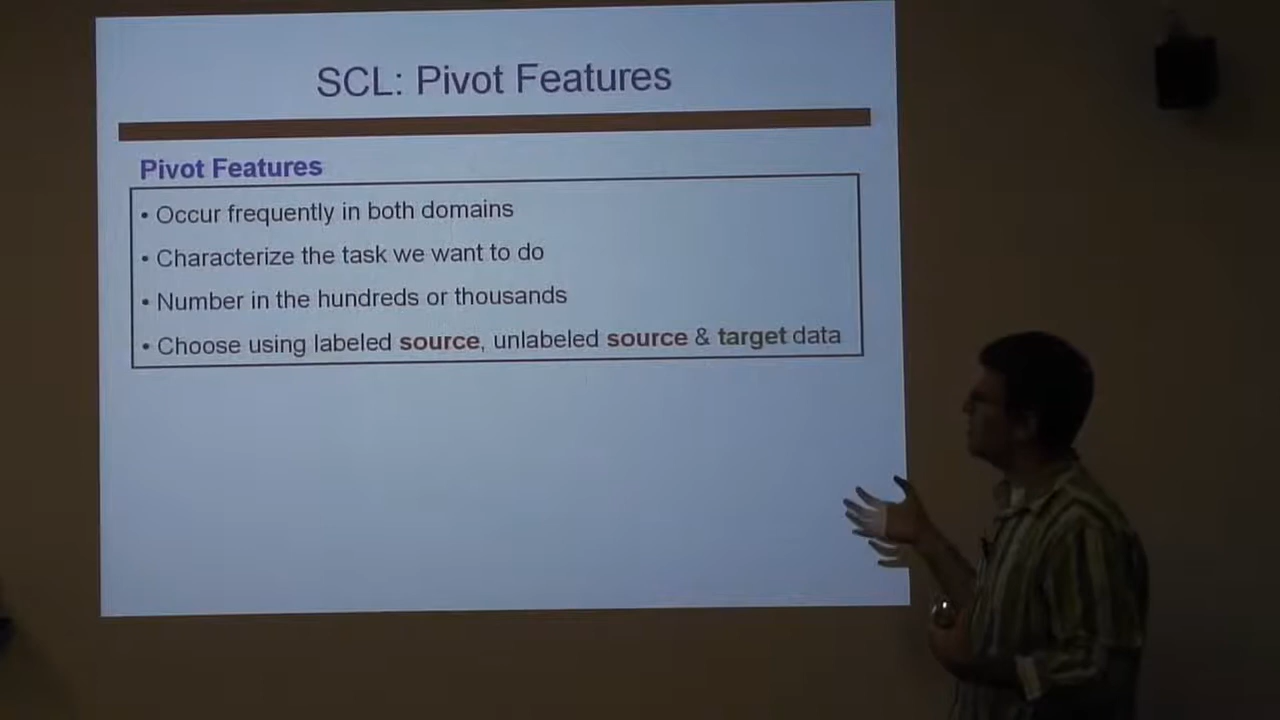 SCL: Pivot Features
Pivot Features
• Occur frequently in both domains
• Characterize the task we want to do
• Number in the hundreds or thousands
• Choose using labeled source, unlabeled source & target data